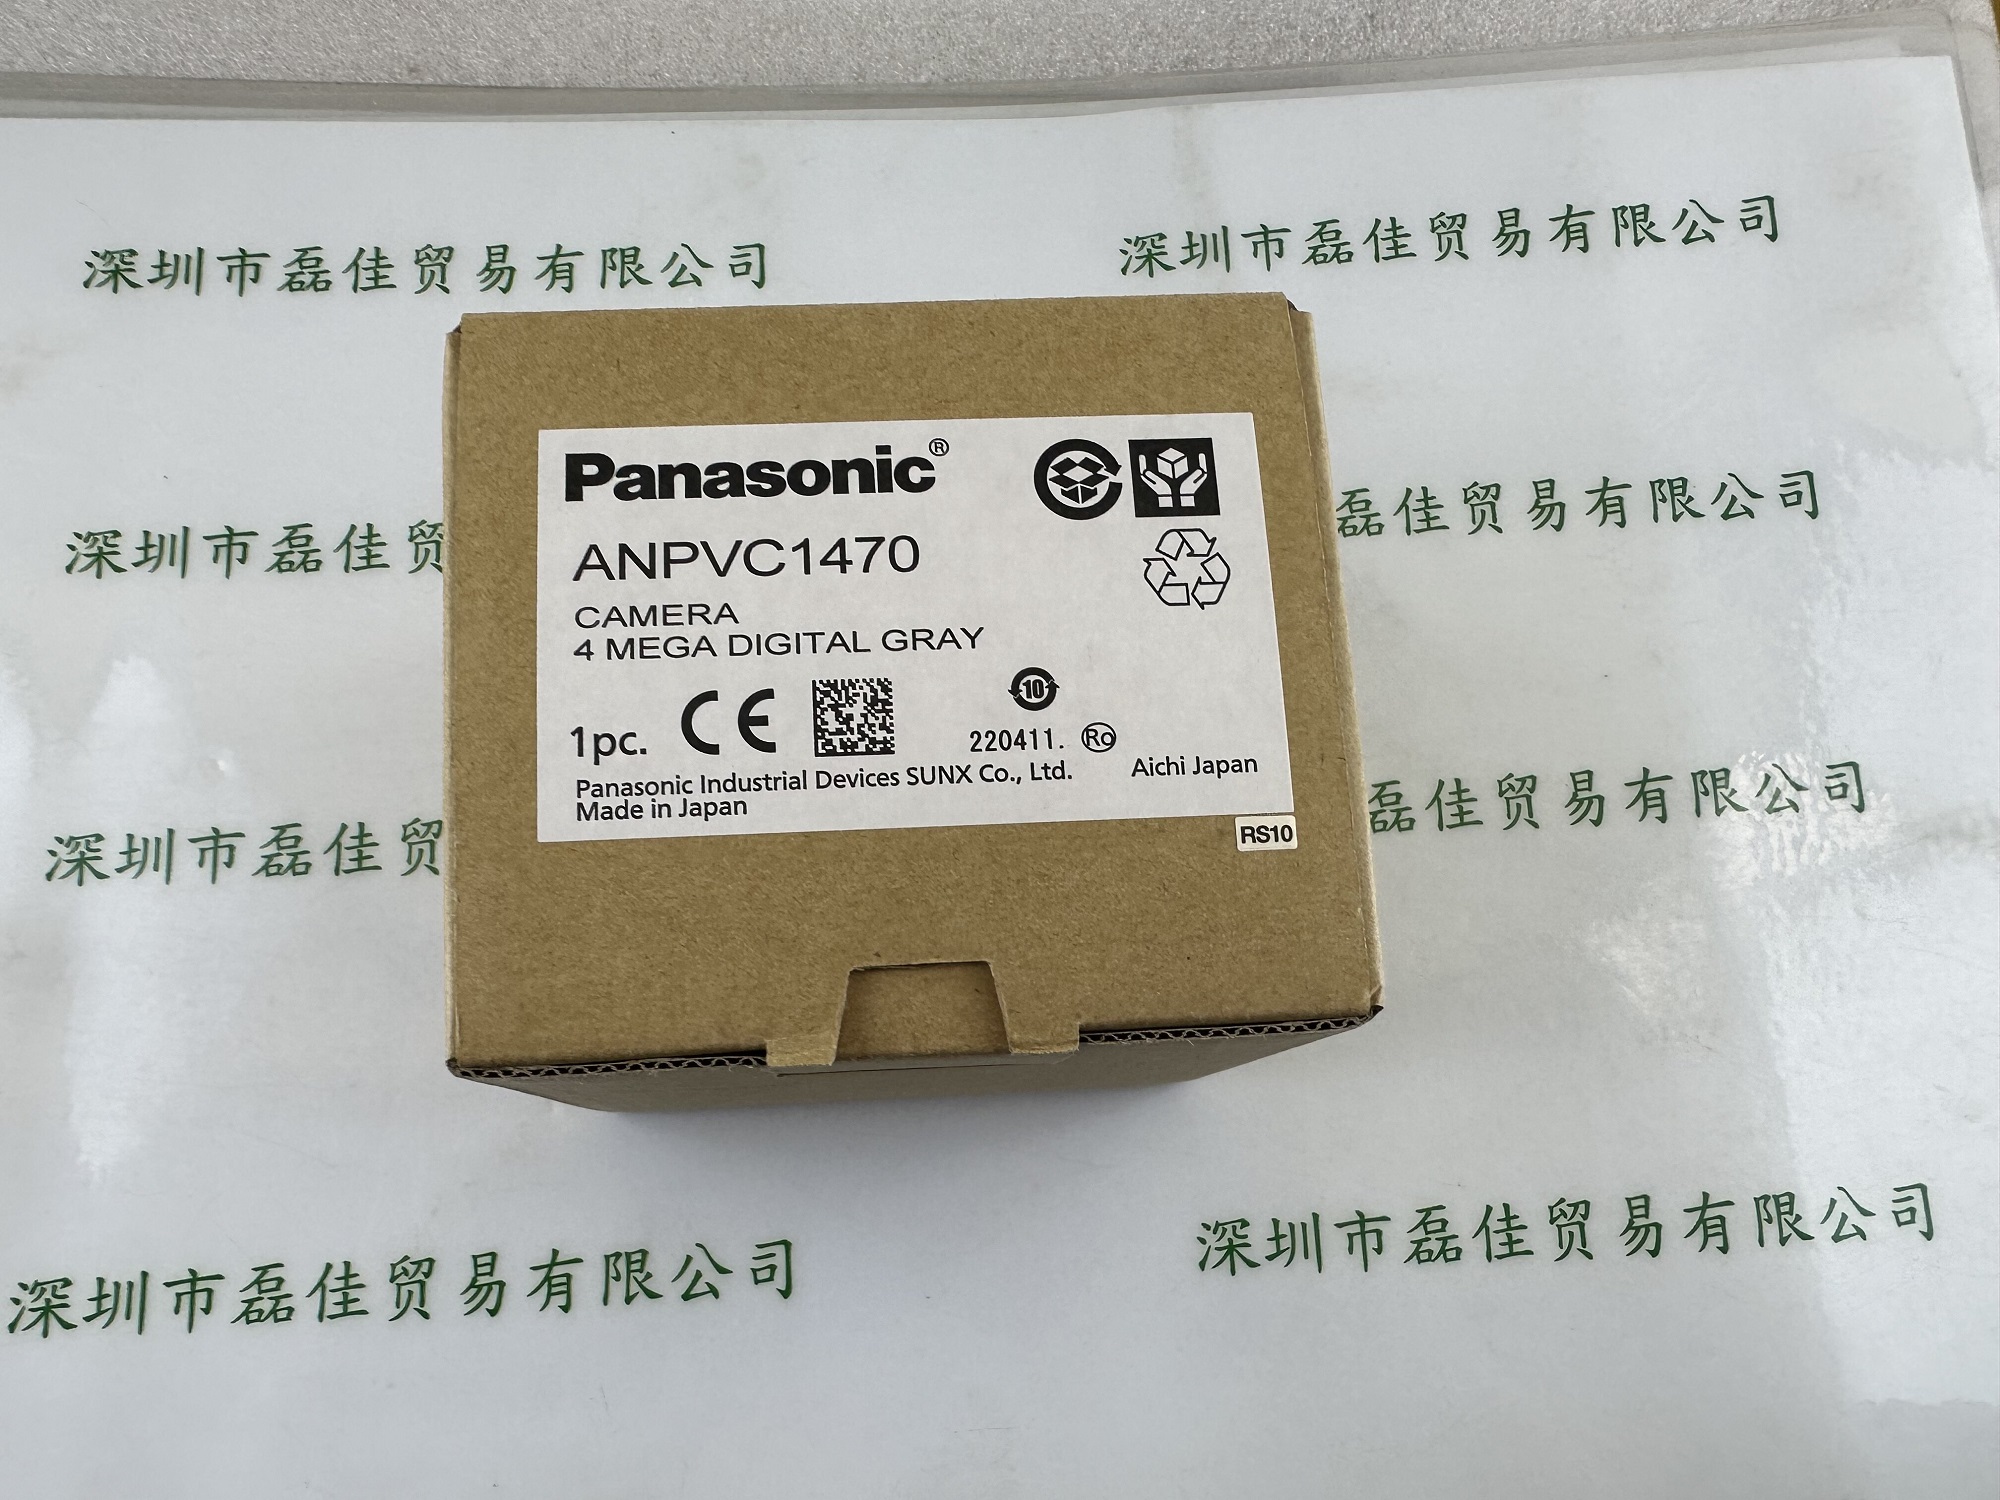 深圳市磊佳贸易有限公司
深圳市磊佳贸易有限公司
深圳市磊佳贸
磊佳贸易有限公司
深圳市磊佳贸
磊佳贸易有限公司
深圳市磊佳贸易有限公司
深圳市磊佳贸易有限公司
Panasonic®
ANPVC1470
CAMERA
4 MEGA DIGITAL GRAY
10
1pc. CE 220411. Ro
Panasonic Industrial Devices SUNX Co., Ltd. Aichi Japan
Made in Japan
RS10